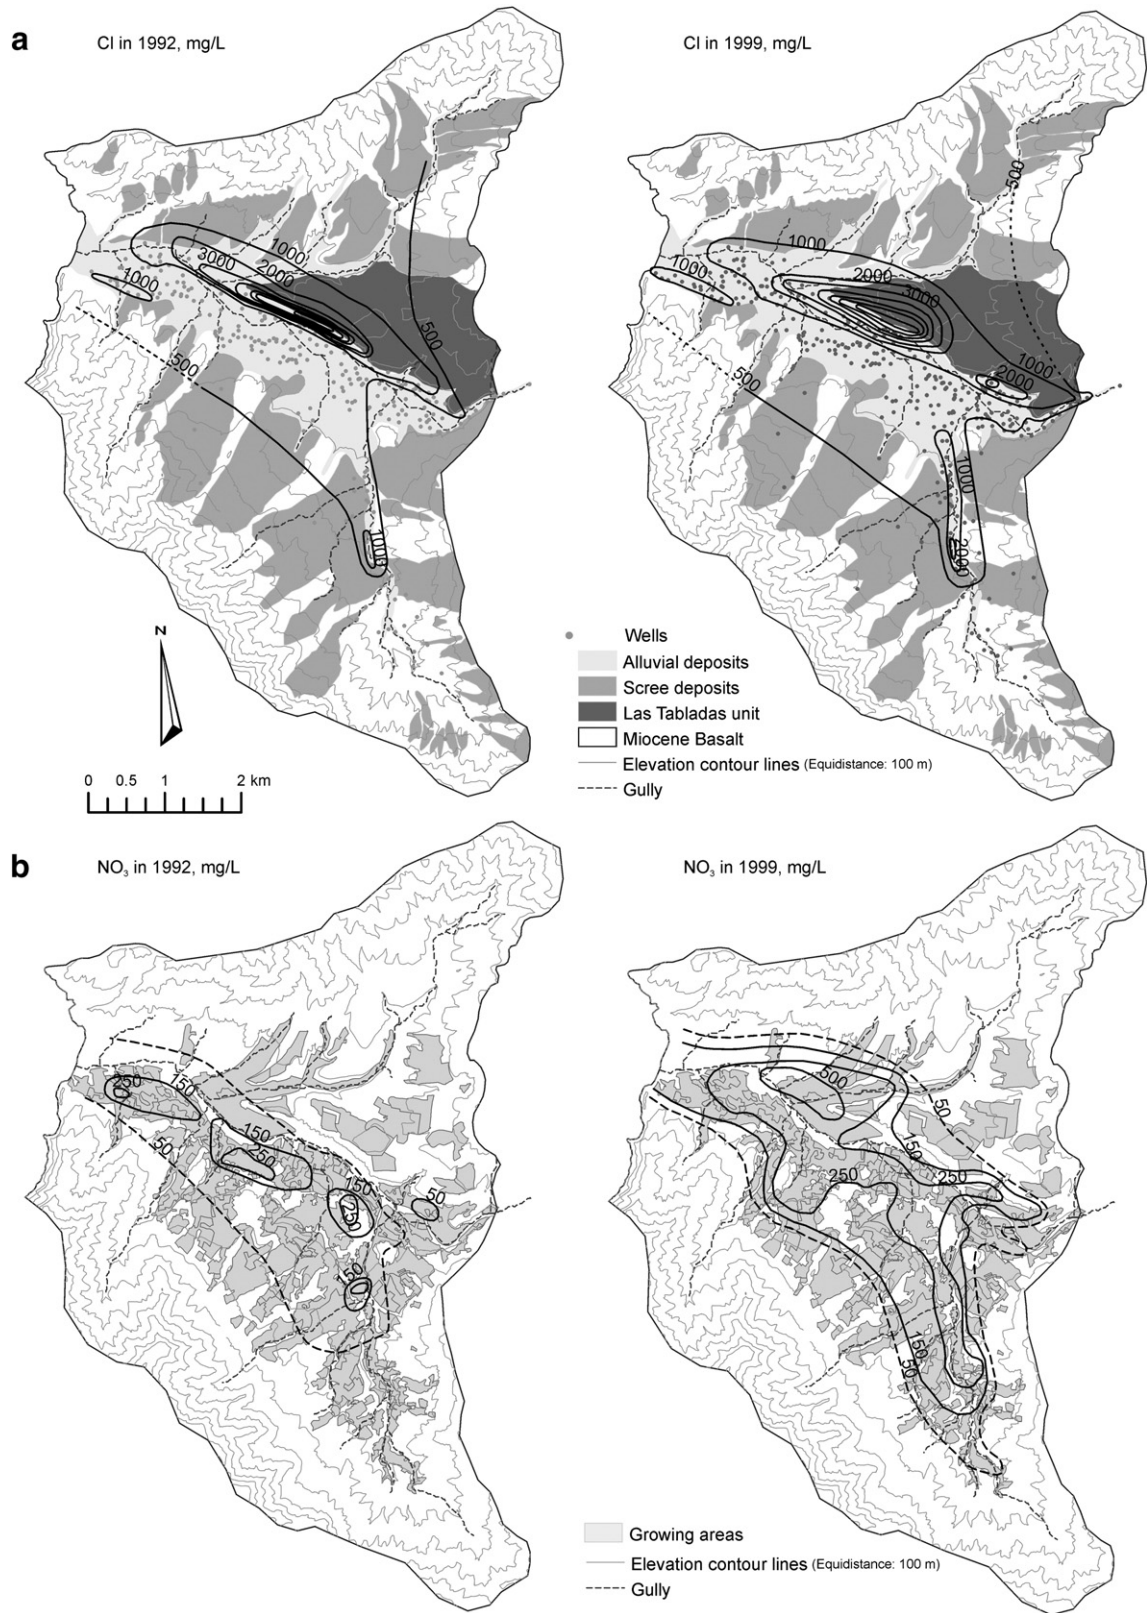 a
Cl in 1992, mg/L
Cl in 1999, mg/L
1000
3000
2000
1000
500
500
1000
500
1000
1000
2000
3000
1000
2000
500
1000
2000
N
0 0.5 1 2 km
Wells
Alluvial deposits
Scree deposits
Las Tabladas unit
Miocene Basalt
Elevation contour lines (Equidistance: 100 m)
Gully
b
NO₃ in 1992, mg/L
NO₃ in 1999, mg/L
250
150
50
150
250
150
250
50
150
500
50
150
250
250
150
50
Growing areas
Elevation contour lines (Equidistance: 100 m)
Gully